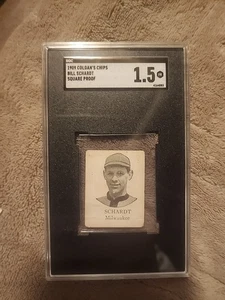 1909 COLGAN'S CHIPS
BILL SCHARDT
SQUARE PROOF
1.5
SCHARDT
Milwaukee